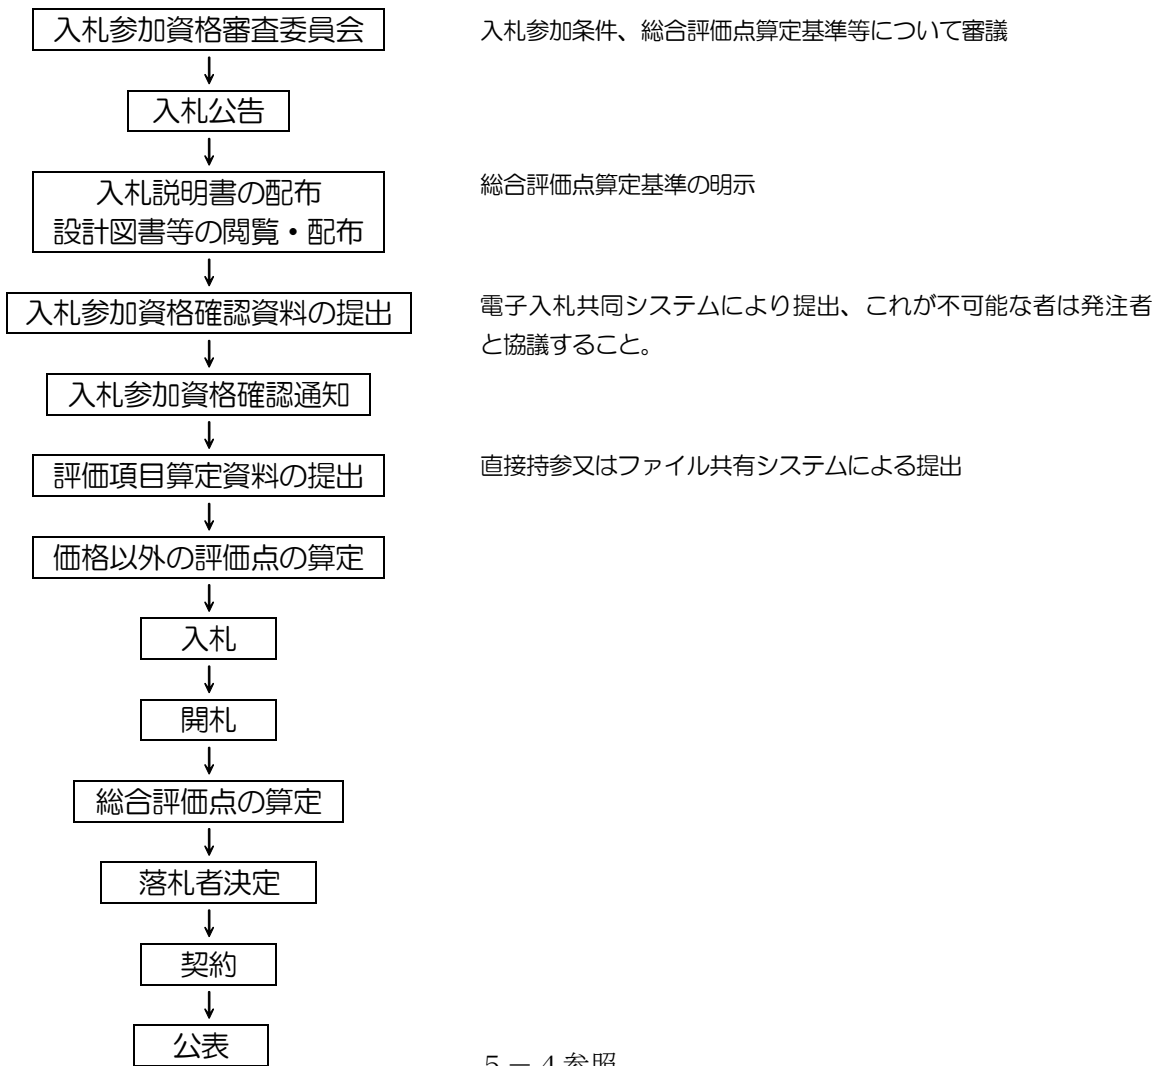 入札参加資格審査委員会
入札参加条件、総合評価点算定基準等について審議
↓
入札公告
↓
入札説明書の配布
設計図書等の閲覧・配布
総合評価点算定基準の明示
↓
入札参加資格確認資料の提出
電子入札共同システムにより提出、これが不可能な者は発注者
と協議すること。
↓
入札参加資格確認通知
↓
評価項目算定資料の提出
直接持参又はファイル共有システムによる提出
↓
価格以外の評価点の算定
↓
入札
↓
開札
↓
総合評価点の算定
↓
落札者決定
↓
契約
↓
公表
５－４参照